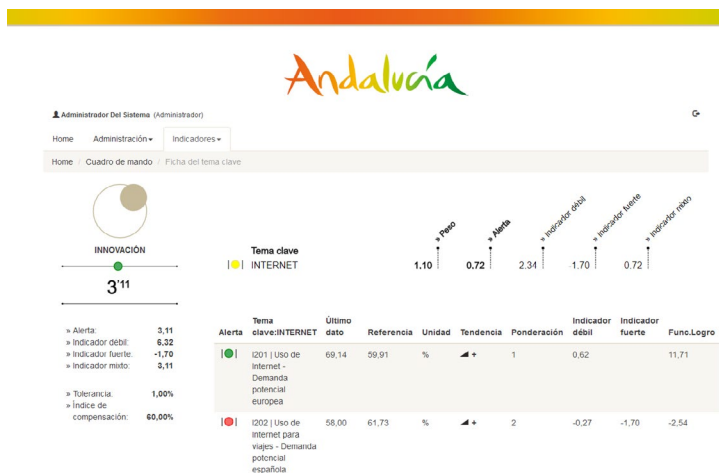 Andalucía
Administrador Del Sistema (Administrador)
Home Administración Indicadores
Home / Cuadro de mando / Ficha del tema clave
INNOVACIÓN
3'11
» Alerta: 3,11
» Indicador débil: 6,32
» Indicador fuerte: -1,70
» Indicador mixto: 3,11
» Tolerancia: 1,00%
» Índice de
compensación: 60,00%
» Peso » Alerta » Indicador débil » Indicador fuerte » Indicador mixto
Tema clave
INTERNET 1,10 0.72 2.34 -1.70 0.72
Alerta Tema clave:INTERNET Último dato Referencia Unidad Tendencia Ponderación Indicador débil Indicador fuerte Func.Logro
I201 | Uso de 69,14 59,91 % + 1 0,62 11,71
Internet -
Demanda
potencial
europea
I202 | Uso de 58,00 61,73 % + 2 -0,27 -1,70 -2,54
internet para
viajes - Demanda
potencial
española